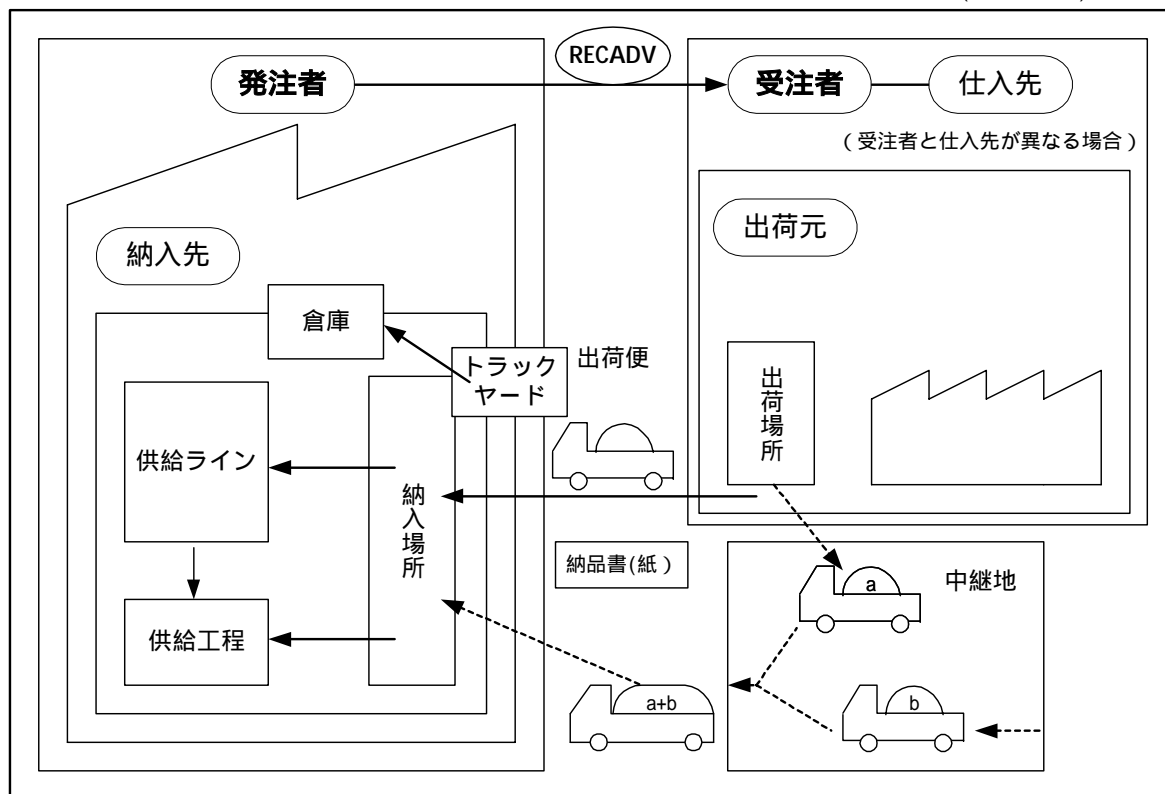 RECADV
発注者
受注者
仕入先
（受注者と仕入先が異なる場合）
納入先
出荷元
倉庫
トラック
ヤード
出荷便
供給ライン
納入場所
出荷場所
納品書(紙）
供給工程
中継地
a
a+b
b